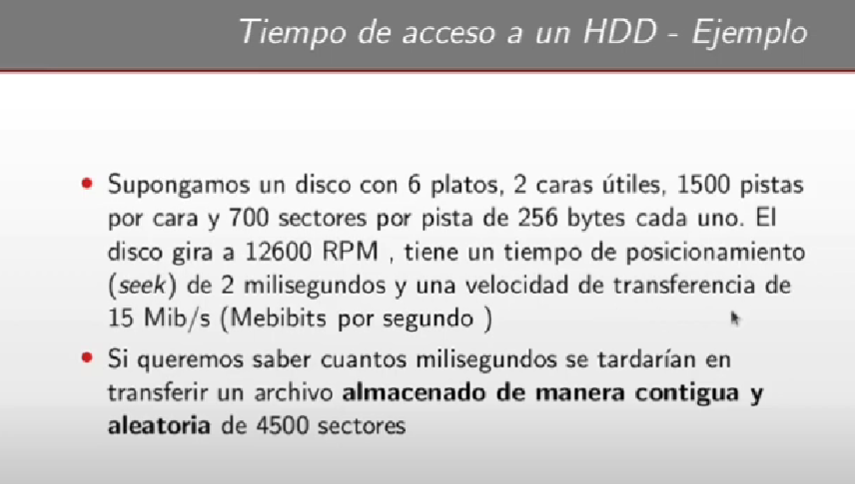 Tiempo de acceso a un HDD - Ejemplo
• Supongamos un disco con 6 platos, 2 caras útiles, 1500 pistas
por cara y 700 sectores por pista de 256 bytes cada uno. El
disco gira a 12600 RPM , tiene un tiempo de posicionamiento
(seek) de 2 milisegundos y una velocidad de transferencia de
15 Mib/s (Mebibits por segundo )
• Si queremos saber cuantos milisegundos se tardarían en
transferir un archivo almacenado de manera contigua y
aleatoria de 4500 sectores